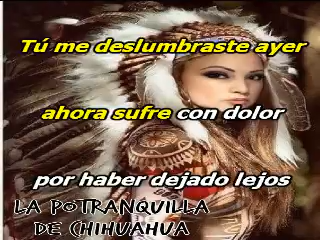 Tú me deslumbraste ayer
ahora sufre con dolor
por haber dejado lejos
LA POTRANQUILLA
DE CHIHUAHUA